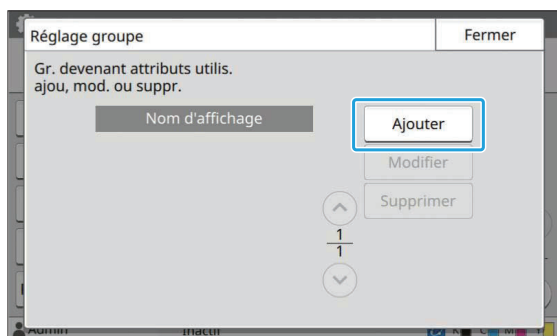 Réglage groupe
Fermer
Gr. devenant attributs utilis.
ajou, mod. ou suppr.
Nom d'affichage
Ajouter
Modifier
Supprimer
1
1
Admin
Inactif
K C M Y